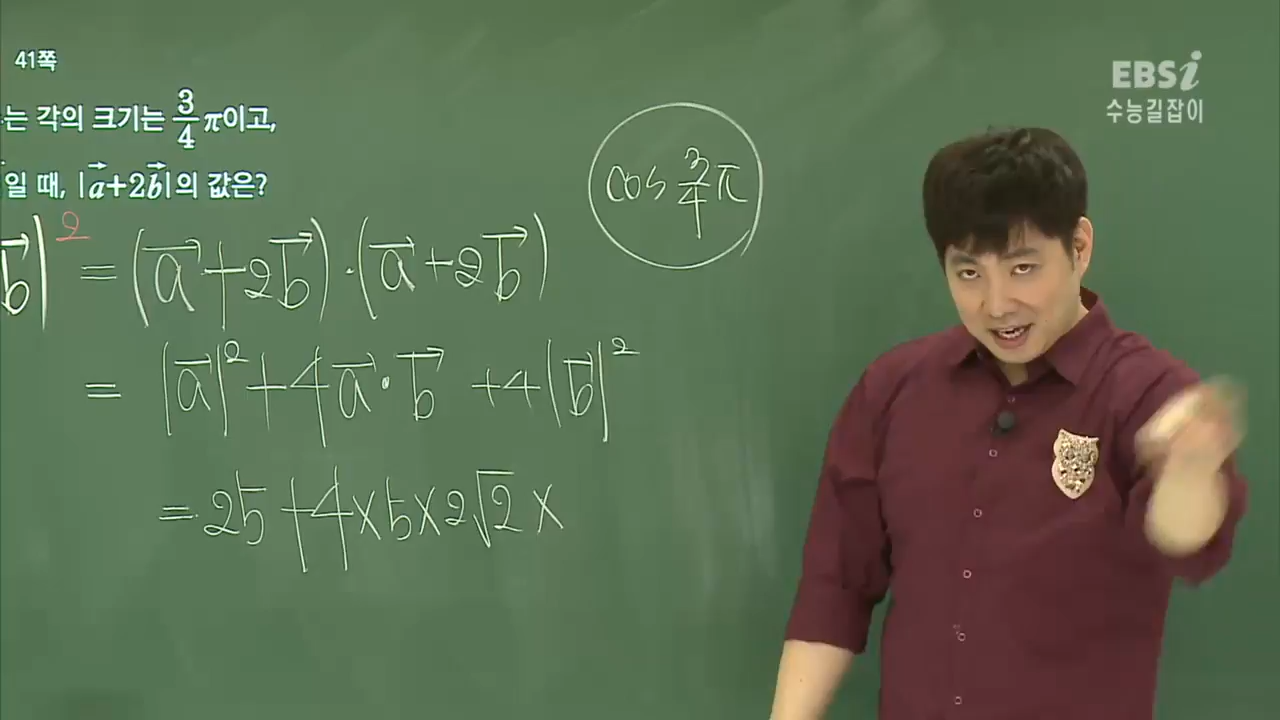 41쪽
EBSi
수능길잡이
는 각의 크기는 3/4 π이고,
일 때, |a⃗+2b⃗|의 값은?
cos 3/4 π
b⃗|² = (a⃗+2b⃗)·(a⃗+2b⃗)
= |a⃗|²+4a⃗·b⃗ +4|b⃗|²
= 25+4×5×2√2×